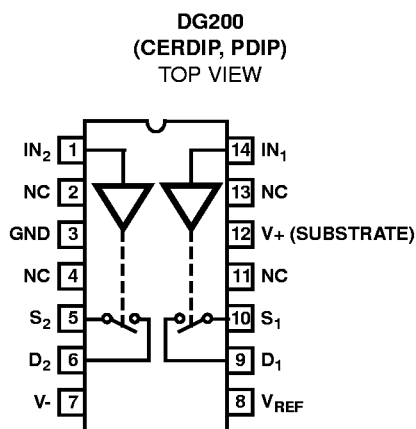 DG200
(CERDIP, PDIP)
TOP VIEW
IN2 1 14 IN1
NC 2 13 NC
GND 3 12 V+ (SUBSTRATE)
NC 4 11 NC
S2 5 10 S1
D2 6 9 D1
V- 7 8 VREF